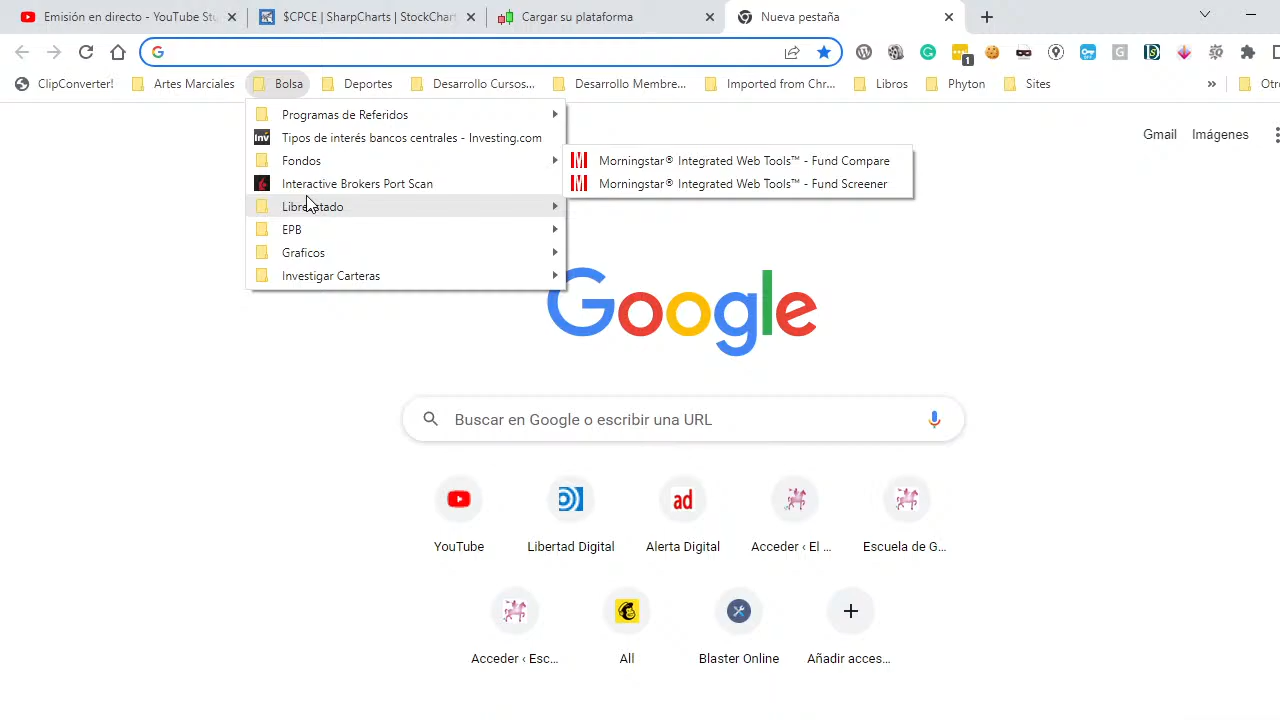 Emisión en directo - YouTube Stu
$CPCE | SharpCharts | StockChart
Cargar su plataforma
Nueva pestaña
1
ClipConverter!
Artes Marciales
Bolsa
Deportes
Desarrollo Cursos...
Desarrollo Membre...
Imported from Chr...
Libros
Phyton
Sites
»
Otro
Programas de Referidos
Tipos de interés bancos centrales - Investing.com
Fondos
Interactive Brokers Port Scan
EPB
Graficos
Investigar Carteras
Morningstar® Integrated Web Tools™ - Fund Compare
Morningstar® Integrated Web Tools™ - Fund Screener
Gmail
Imágenes
Google
Buscar en Google o escribir una URL
ad
YouTube
Libertad Digital
Alerta Digital
Acceder ‹ El ...
Escuela de G...
Acceder ‹ Esc...
All
Blaster Online
Añadir acces...